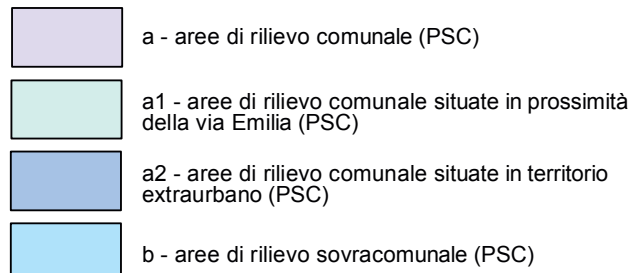 a - aree di rilievo comunale (PSC)
a1 - aree di rilievo comunale situate in prossimità
della via Emilia (PSC)
a2 - aree di rilievo comunale situate in territorio
extraurbano (PSC)
b - aree di rilievo sovracomunale (PSC)